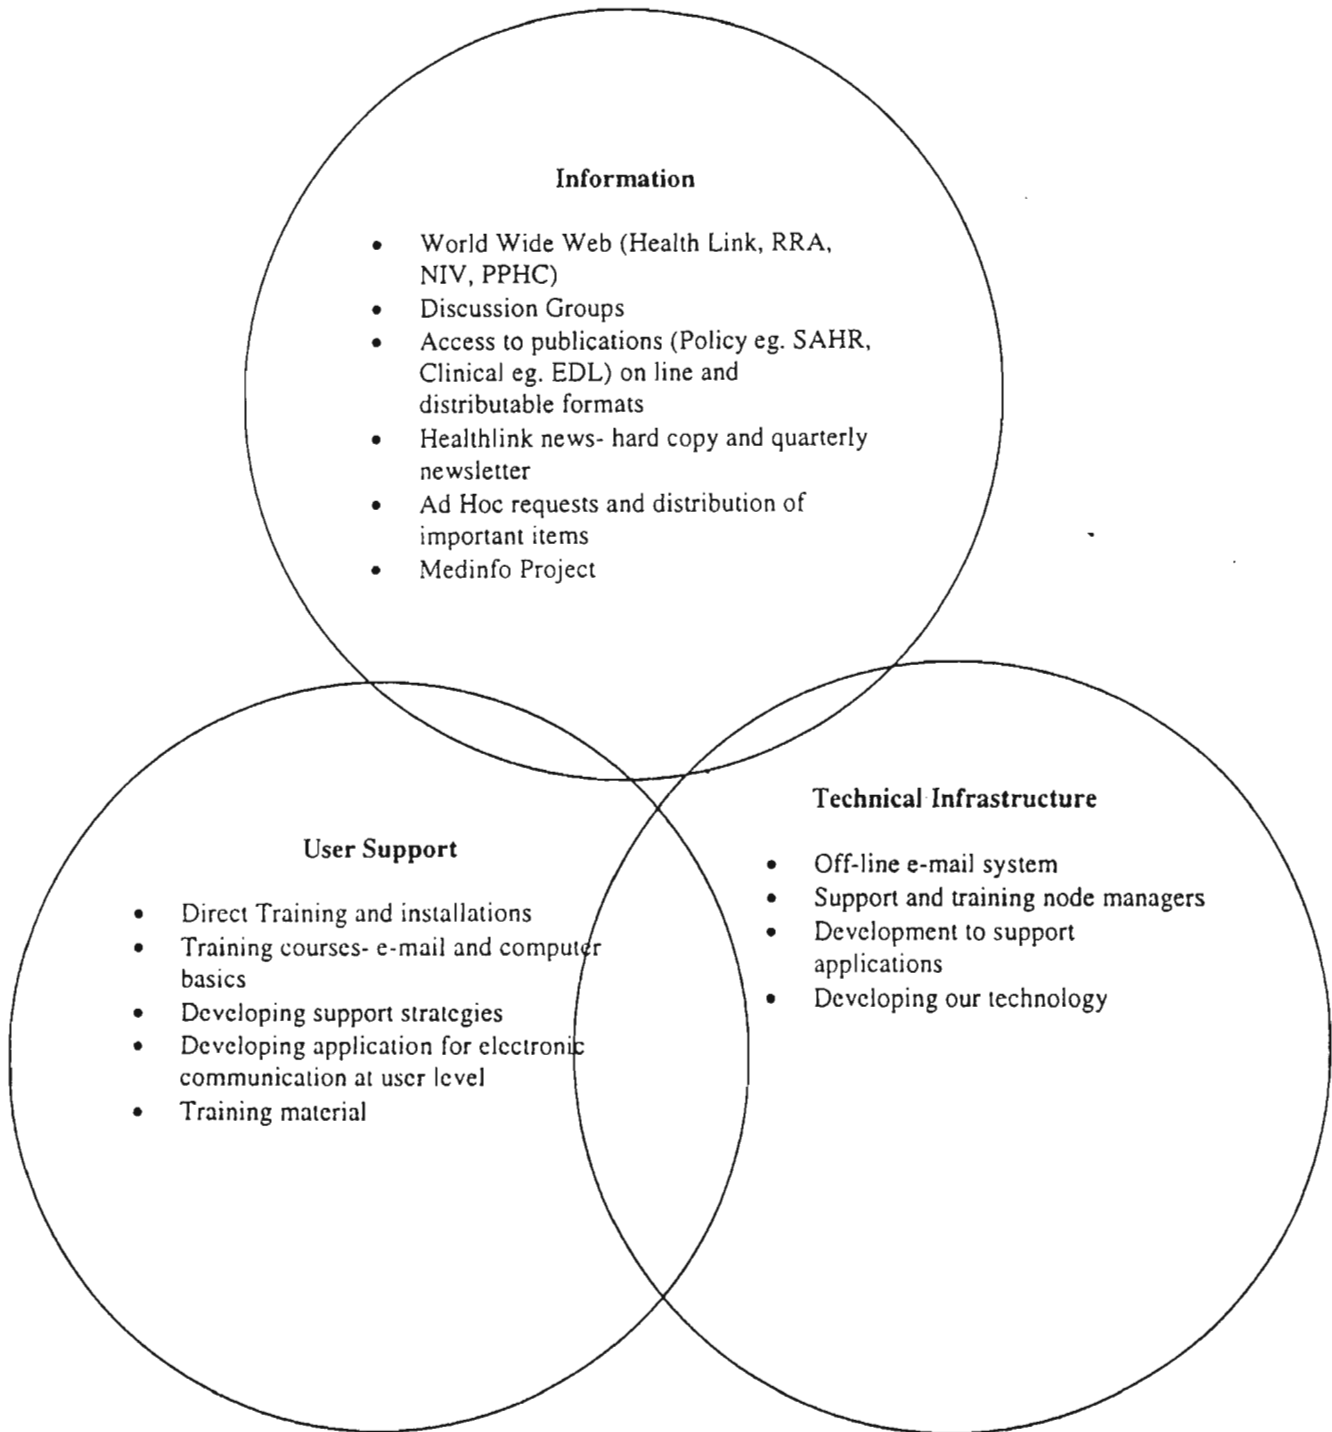 Information
• World Wide Web (Health Link, RRA,
NIV, PPHC)
• Discussion Groups
• Access to publications (Policy eg. SAHR,
Clinical eg. EDL) on line and
distributable formats
• Healthlink news- hard copy and quarterly
newsletter
• Ad Hoc requests and distribution of
important items
• Medinfo Project
User Support
• Direct Training and installations
• Training courses- e-mail and computer
basics
• Developing support strategies
• Developing application for electronic
communication at user level
• Training material
Technical Infrastructure
• Off-line e-mail system
• Support and training node managers
• Development to support
applications
• Developing our technology